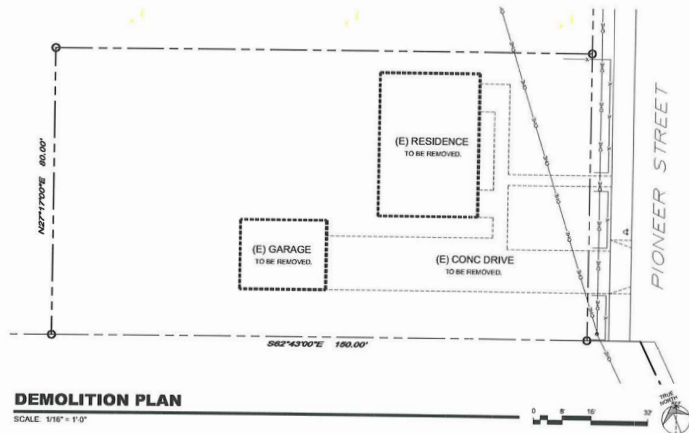 (E) RESIDENCE
TO BE REMOVED.
N27°17'00"E 80.00'
PIONEER STREET
(E) GARAGE
TO BE REMOVED.
(E) CONC DRIVE
TO BE REMOVED.
S62°43'00"E 150.00'
DEMOLITION PLAN
SCALE: 1/16" = 1'-0"
0 8' 16' 32'
TRUE
NORTH